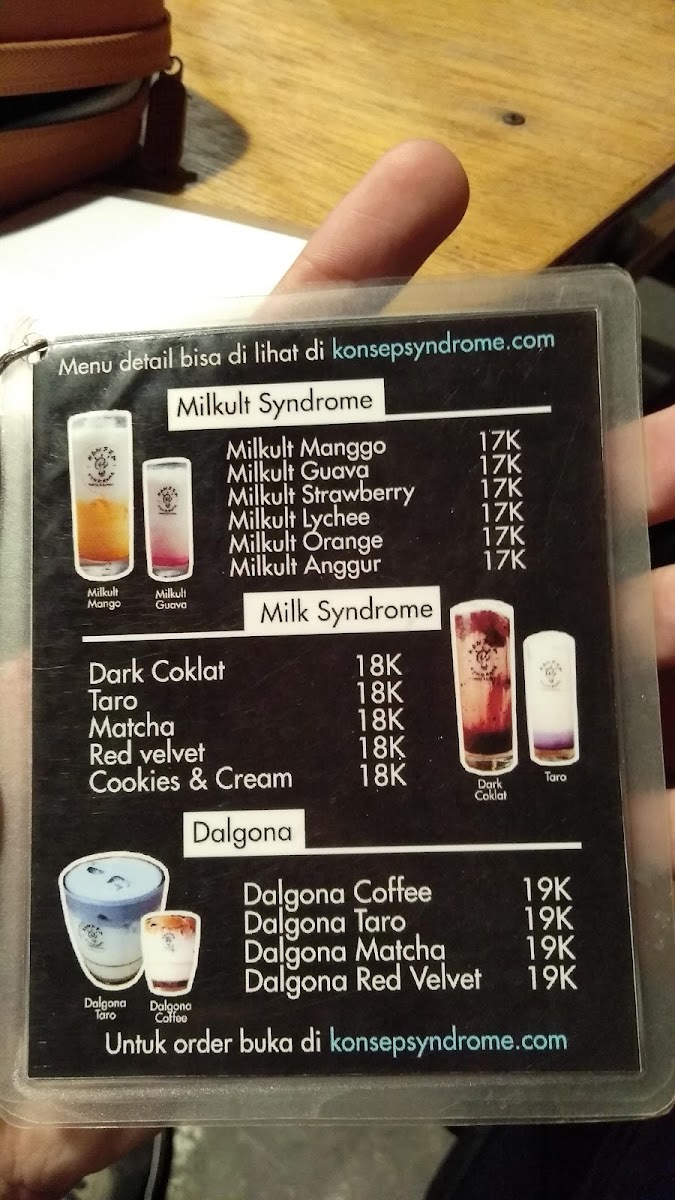 Menu detail bisa di lihat di konsepsyndrome.com
Milkult Syndrome
Milkult Manggo 17K
Milkult Guava 17K
Milkult Strawberry 17K
Milkult Lychee 17K
Milkult Orange 17K
Milkult Anggur 17K
Milkult
Mango
Milkult
Guava
Milk Syndrome
Dark Coklat 18K
Taro 18K
Matcha 18K
Red velvet 18K
Cookies & Cream 18K
Dark
Coklat
Taro
Dalgona
Dalgona Coffee 19K
Dalgona Taro 19K
Dalgona Matcha 19K
Dalgona Red Velvet 19K
Dalgona
Taro
Dalgona
Coffee
Untuk order buka di konsepsyndrome.com